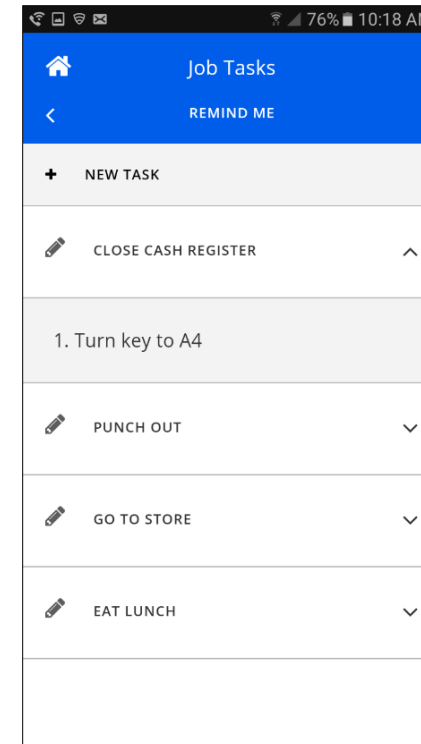 76% 10:18 AM
Job Tasks
REMIND ME
NEW TASK
CLOSE CASH REGISTER
1. Turn key to A4
PUNCH OUT
GO TO STORE
EAT LUNCH